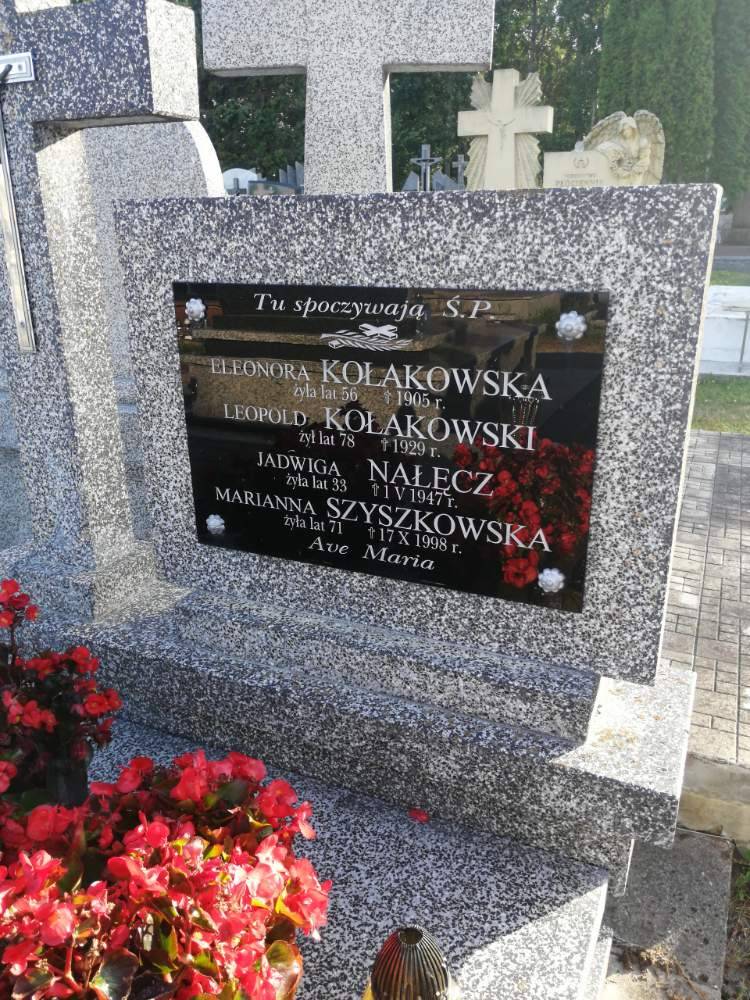 Tu spoczywają Ś.P.
ELEONORA KOŁAKOWSKA
żyła lat 56 †1905 r.
LEOPOLD KOŁAKOWSKI
żył lat 78 †1929 r.
JADWIGA NAŁĘCZ
żyła lat 33 †1 V 1947 r.
MARIANNA SZYSZKOWSKA
żyła lat 71 †17 X 1998 r.
Ave Maria